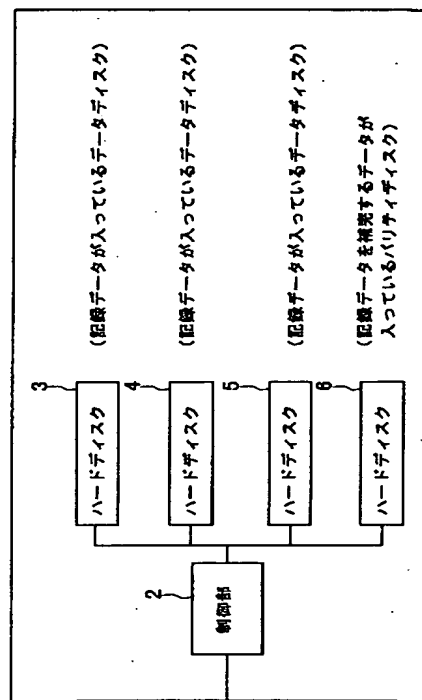 3
ハードディスク
(記録データが入っているデータディスク)
4
ハードディスク
(記録データが入っているデータディスク)
2
制御部
5
ハードディスク
(記録データが入っているデータディスク)
6
ハードディスク
(記録データを補完するデータが
入っているパリティディスク)